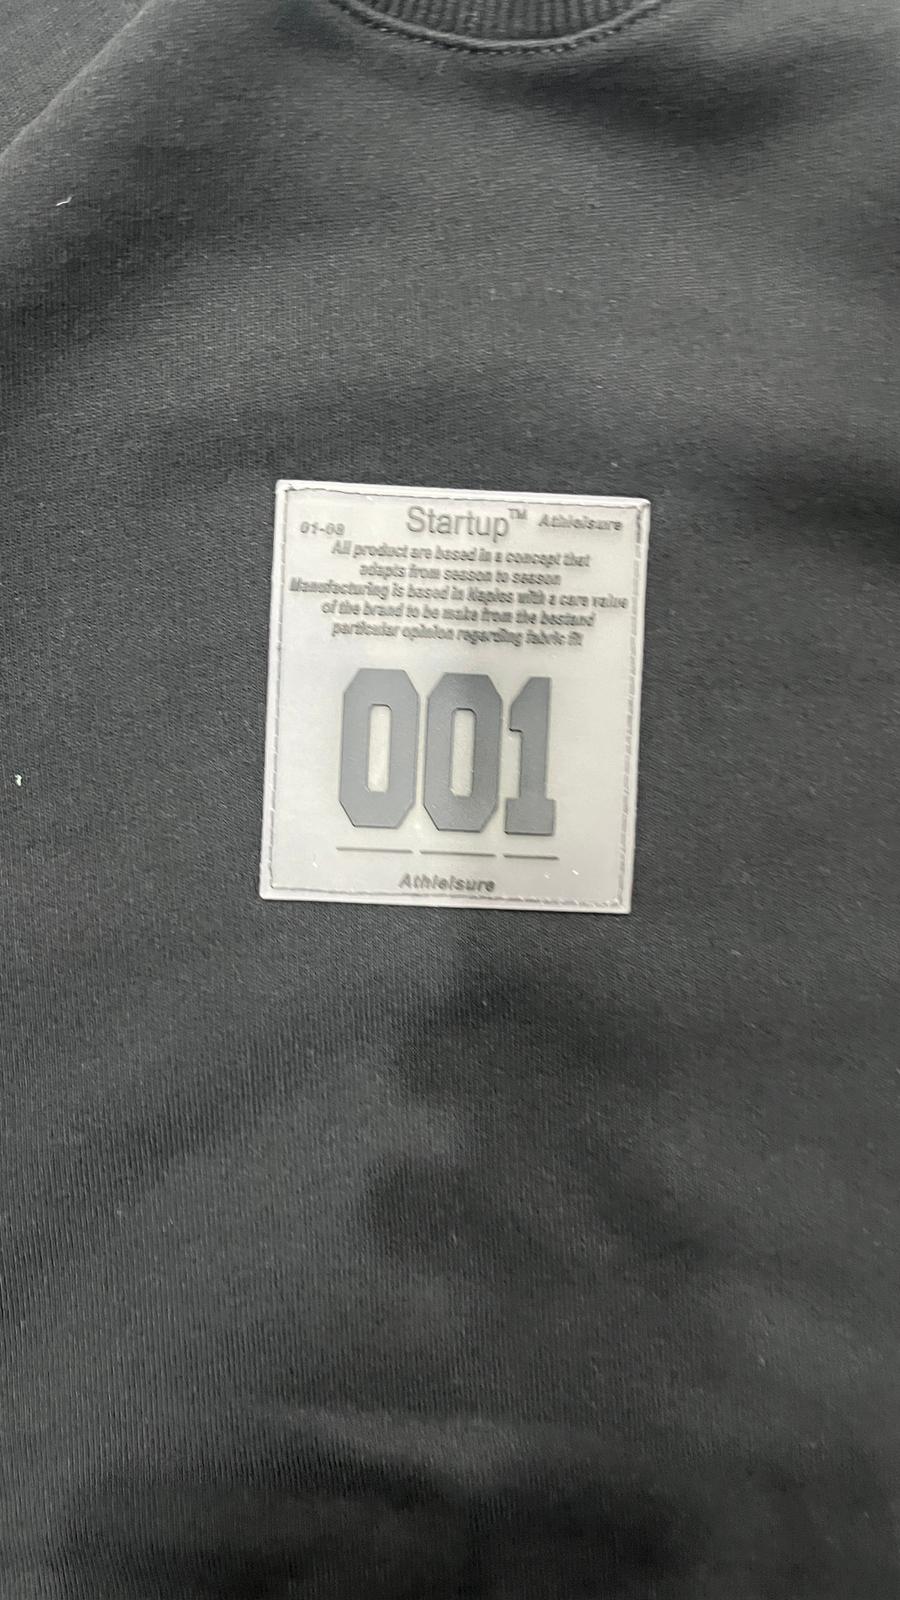 01-08 Startup™ Athleisure
All product are based in a concept that
adapts from season to season
Manufacturing is based in Naples with a care value
of the brand to be make from the bestand
particular opinion regarding fabric fit
001
Athleisure